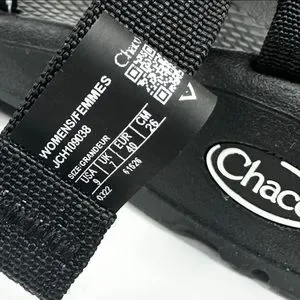 Chaco
WOMENS/FEMMES
JCH109038
SIZE-GRANDEUR
USA UK EUR CM
9 7 40 26
0322 61626
Chaco